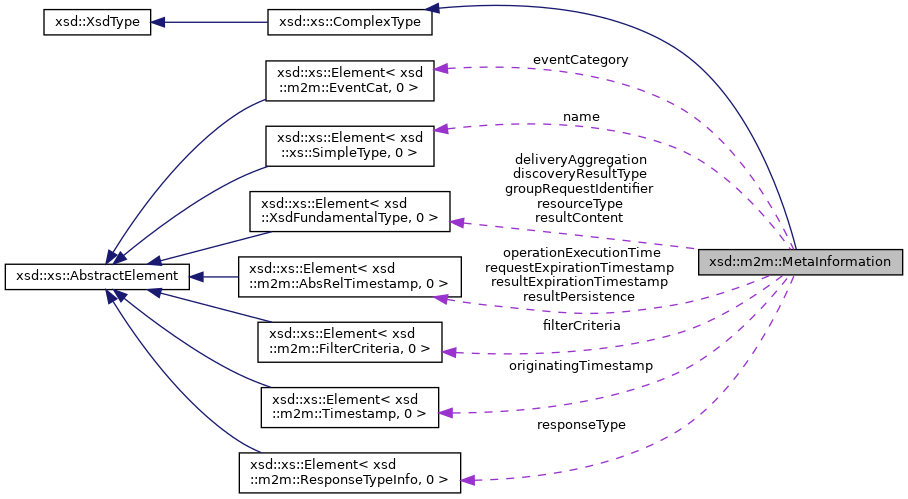 xsd::XsdType
xsd::xs::ComplexType
xsd::xs::Element< xsd
::m2m::EventCat, 0 >
eventCategory
xsd::xs::Element< xsd
::xs::SimpleType, 0 >
name
xsd::xs::Element< xsd
::XsdFundamentalType, 0 >
deliveryAggregation
discoveryResultType
groupRequestIdentifier
resourceType
resultContent
xsd::m2m::MetaInformation
xsd::xs::AbstractElement
xsd::xs::Element< xsd
::m2m::AbsRelTimestamp, 0 >
operationExecutionTime
requestExpirationTimestamp
resultExpirationTimestamp
resultPersistence
xsd::xs::Element< xsd
::m2m::FilterCriteria, 0 >
filterCriteria
xsd::xs::Element< xsd
::m2m::Timestamp, 0 >
originatingTimestamp
xsd::xs::Element< xsd
::m2m::ResponseTypeInfo, 0 >
responseType